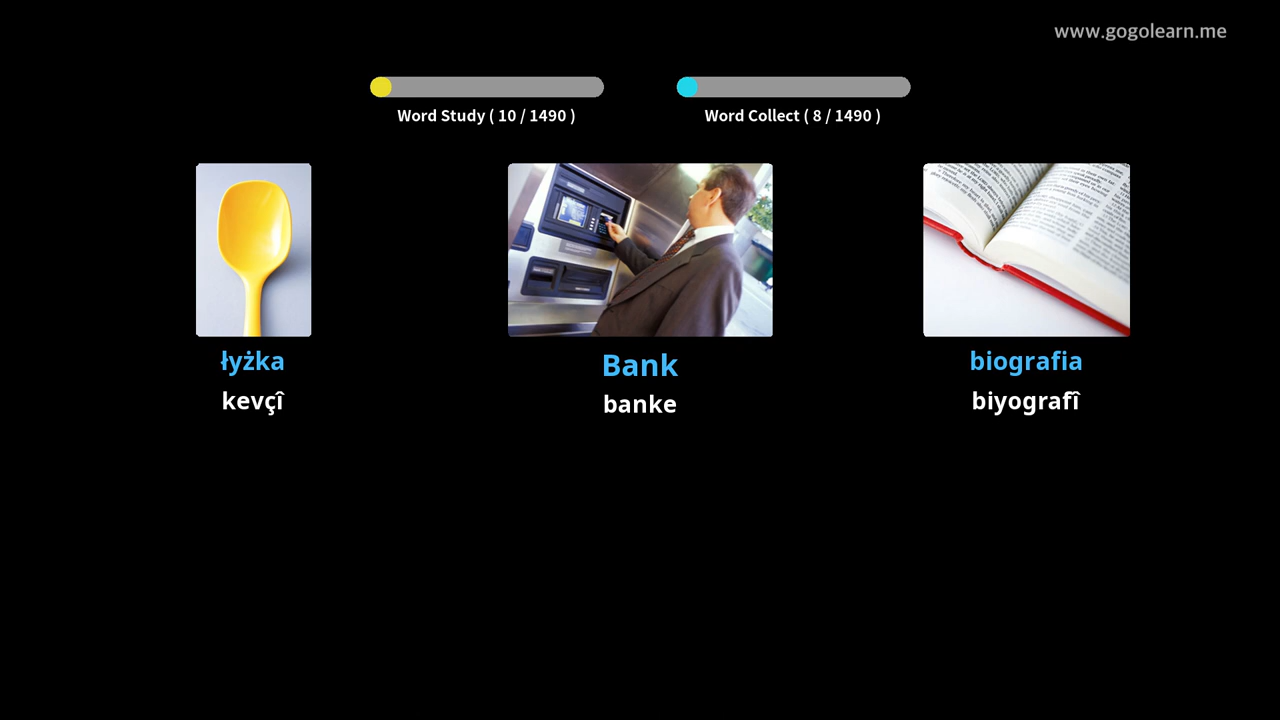 www.gogolearn.me
Word Study ( 10 / 1490 )
Word Collect ( 8 / 1490 )
łyżka
kevçî
Bank
banke
biografia
biyografî